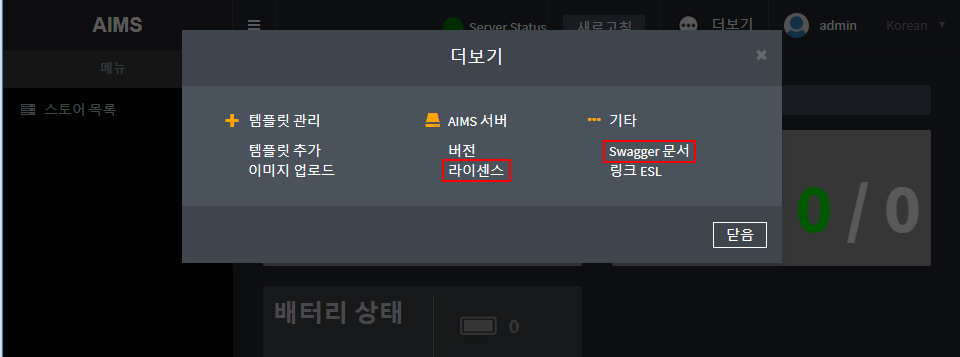 AIMS
Server Status
새로고침
더보기
admin
Korean
더보기
메뉴
스토어 목록
템플릿 관리
템플릿 추가
이미지 업로드
AIMS 서버
버전
라이센스
기타
Swagger 문서
링크 ESL
닫음
0 / 0
배터리 상태
0